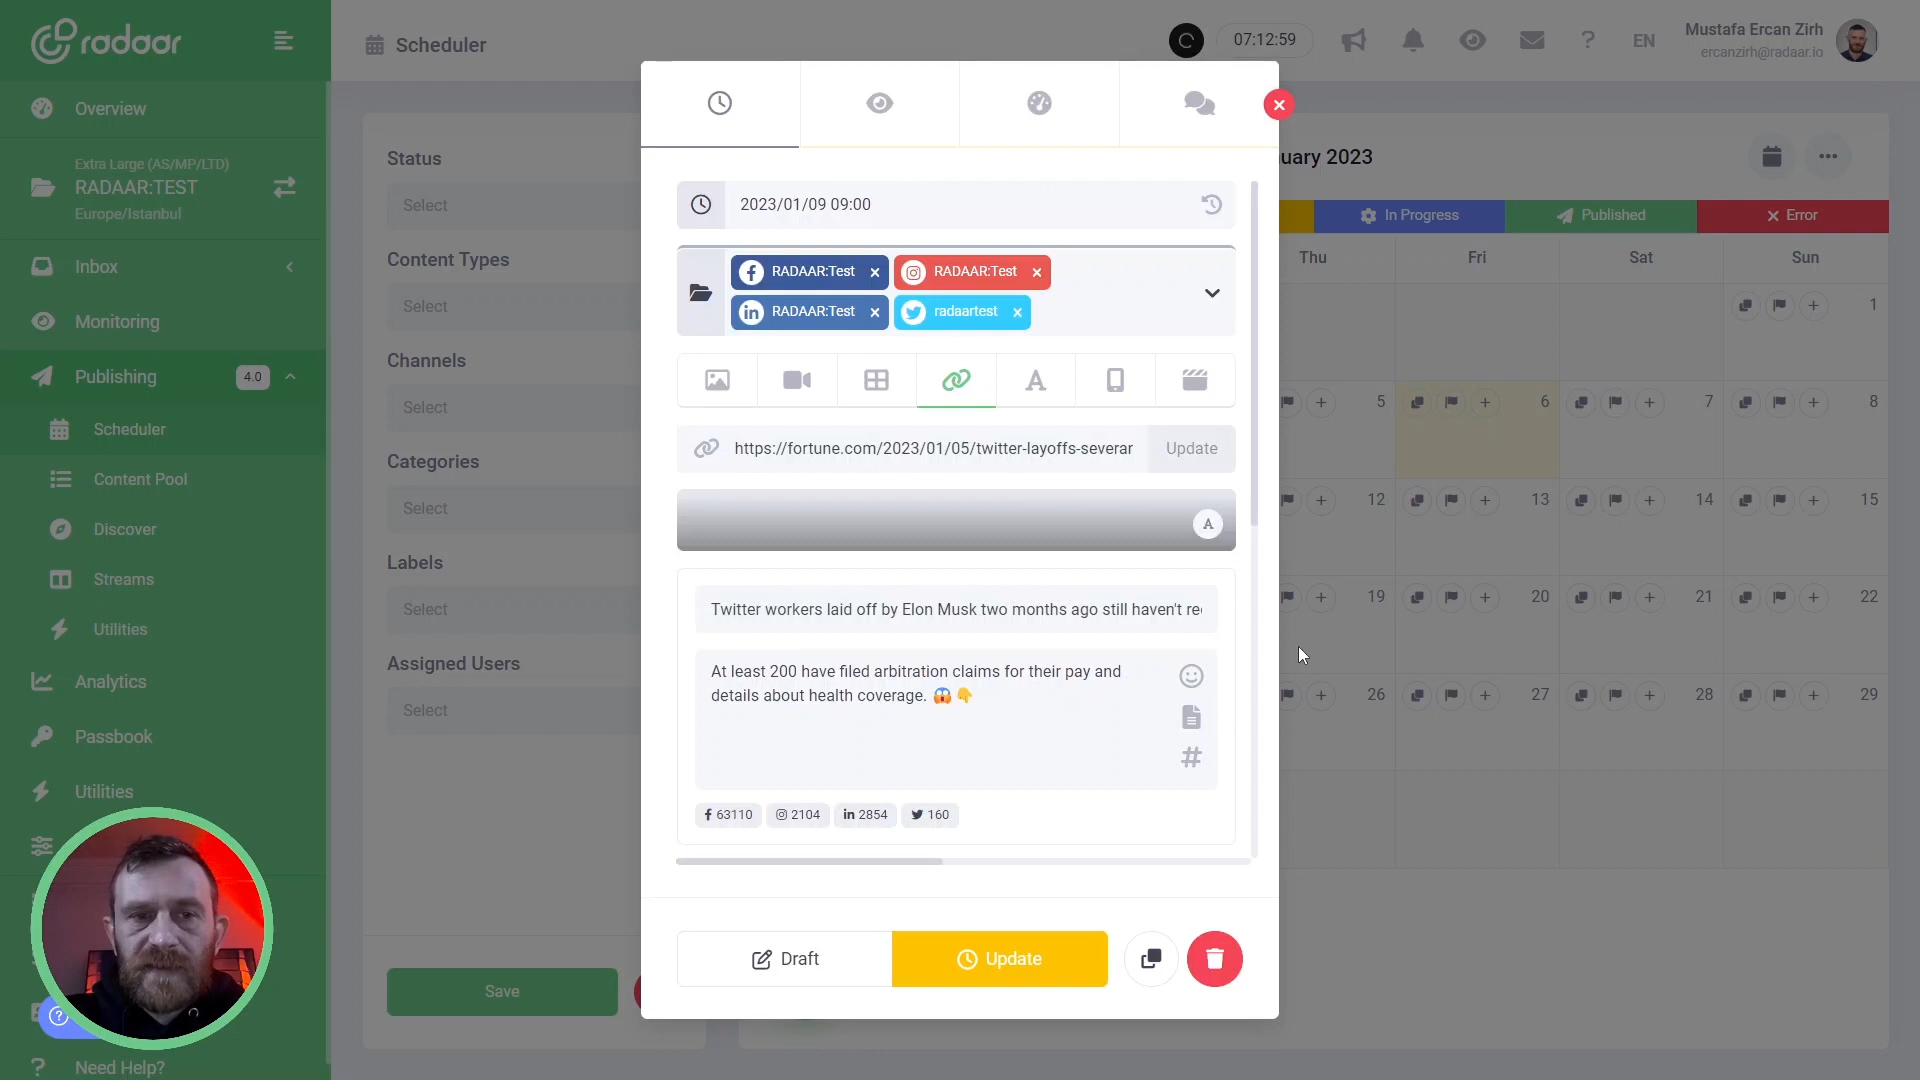 radaar
Scheduler
C
07:12:59
?
EN
Mustafa Ercan Zirh
ercanzirh@radaar.io
Overview
Extra Large (AS/MP/LTD)
RADAAR:TEST
Europe/Istanbul
Inbox
Monitoring
Publishing
4.0
Scheduler
Content Pool
Discover
Streams
Utilities
Analytics
Passbook
Utilities
? Need Help?
Status
Select
Content Types
Select
Channels
Select
Categories
Select
Labels
Select
Assigned Users
Select
Save
2023/01/09 09:00
RADAAR:Test ×
RADAAR:Test ×
RADAAR:Test ×
radaartest ×
A
https://fortune.com/2023/01/05/twitter-layoffs-severar
Update
A
Twitter workers laid off by Elon Musk two months ago still haven't re
At least 200 have filed arbitration claims for their pay and
details about health coverage. 😱👇
#
63110
2104
2854
160
Draft
Update
uary 2023
In Progress
Published
Error
Thu Fri Sat Sun
1
5 6 7 8
12 13 14 15
19 20 21 22
26 27 28 29